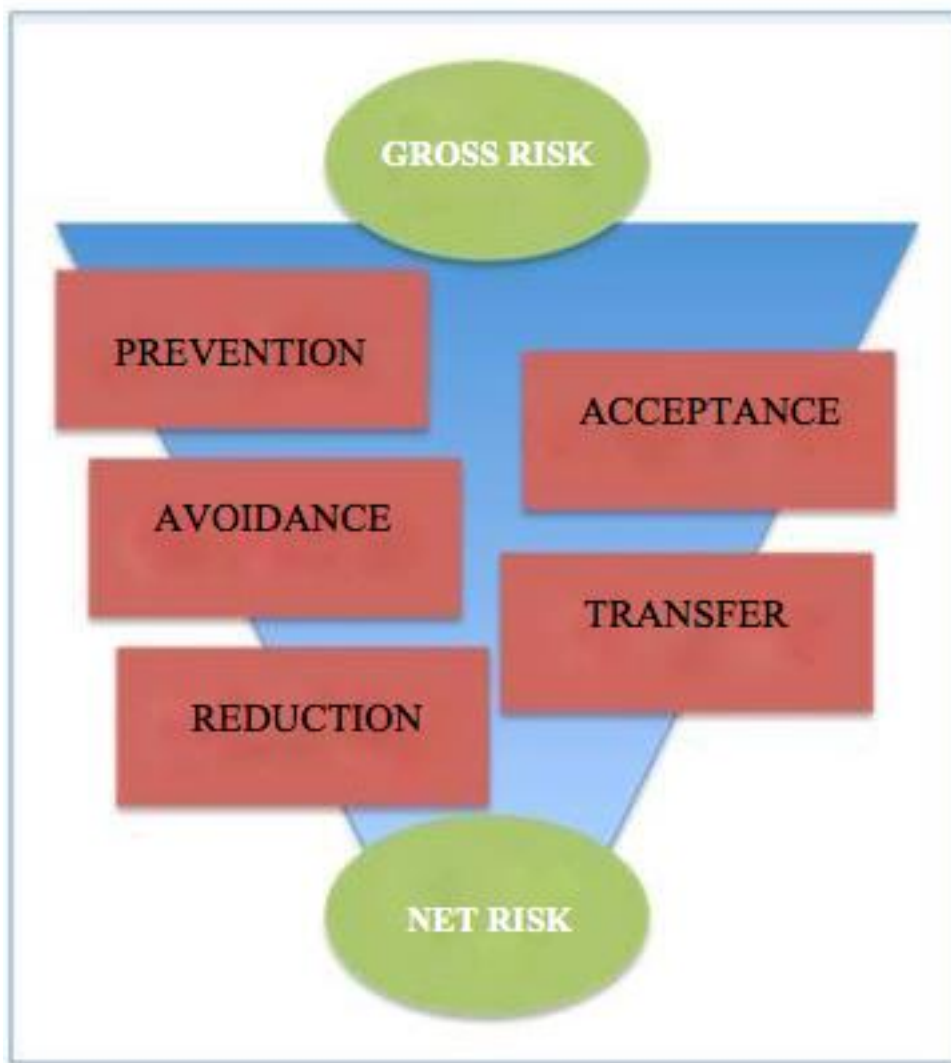 GROSS RISK
PREVENTION
ACCEPTANCE
AVOIDANCE
TRANSFER
REDUCTION
NET RISK